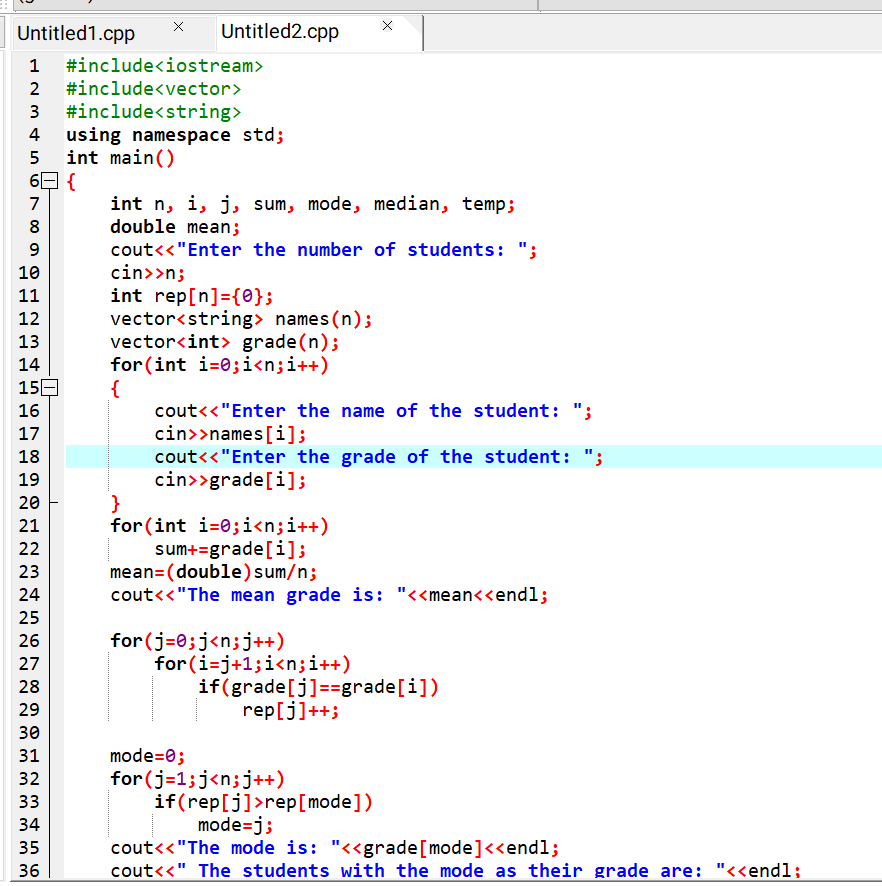 Untitled1.cpp × Untitled2.cpp ×
1 #include<iostream>
2 #include<vector>
3 #include<string>
4 using namespace std;
5 int main()
6 {
7 int n, i, j, sum, mode, median, temp;
8 double mean;
9 cout<<"Enter the number of students: ";
10 cin>>n;
11 int rep[n]={0};
12 vector<string> names(n);
13 vector<int> grade(n);
14 for(int i=0;i<n;i++)
15 {
16 cout<<"Enter the name of the student: ";
17 cin>>names[i];
18 cout<<"Enter the grade of the student: ";
19 cin>>grade[i];
20 }
21 for(int i=0;i<n;i++)
22 sum+=grade[i];
23 mean=(double)sum/n;
24 cout<<"The mean grade is: "<<mean<<endl;
25
26 for(j=0;j<n;j++)
27 for(i=j+1;i<n;i++)
28 if(grade[j]==grade[i])
29 rep[j]++;
30
31 mode=0;
32 for(j=1;j<n;j++)
33 if(rep[j]>rep[mode])
34 mode=j;
35 cout<<"The mode is: "<<grade[mode]<<endl;
36 cout<<" The students with the mode as their grade are: "<<endl;